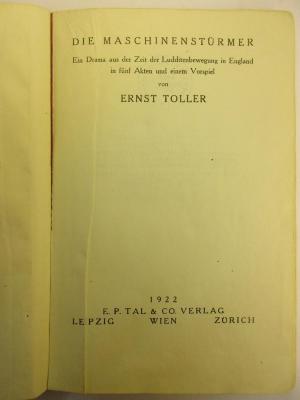 DIE MASCHINENSTÜRMER
Ein Drama aus der Zeit der Ludditenbewegung in England
in fünf Akten und einem Vorspiel
von
ERNST TOLLER
1922
E. P. TAL & CO. VERLAG
LEIPZIG WIEN ZÜRICH